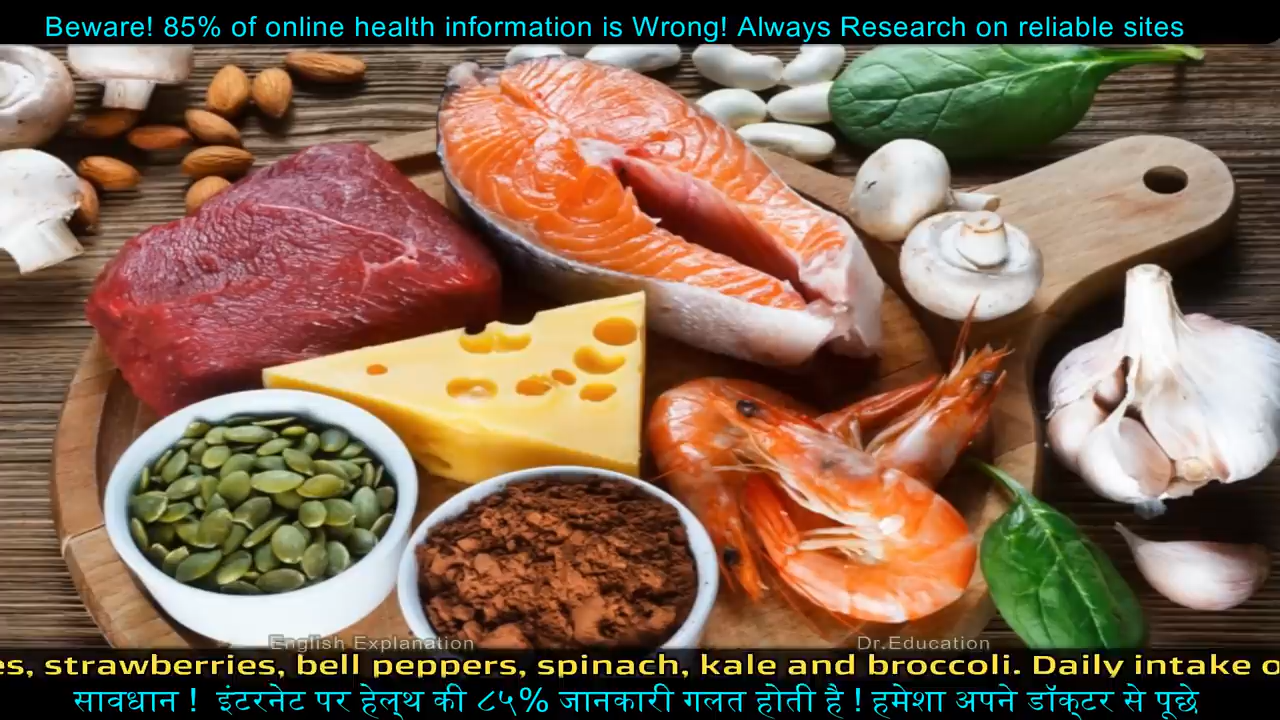 Beware! 85% of online health information is Wrong! Always Research on reliable sites
English Explanation
Dr.Education
es, strawberries, bell peppers, spinach, kale and broccoli. Daily intake o
सावधान ! इंटरनेट पर हेल्थ की ८५% जानकारी गलत होती है ! हमेशा अपने डॉक्टर से पूछे